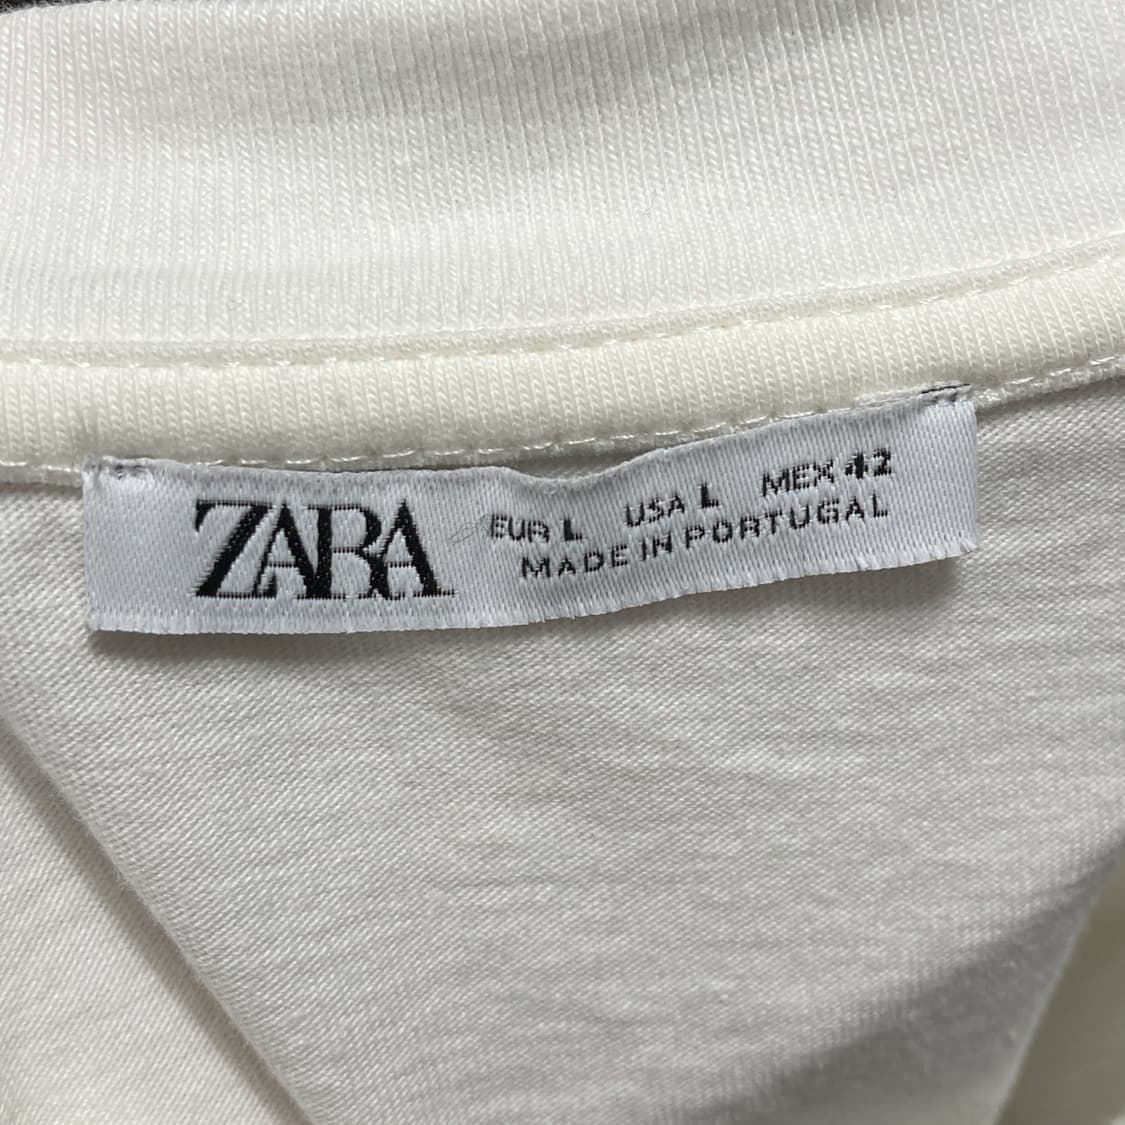 ZARA
EUR L USA L MEX 42
MADE IN PORTUGAL